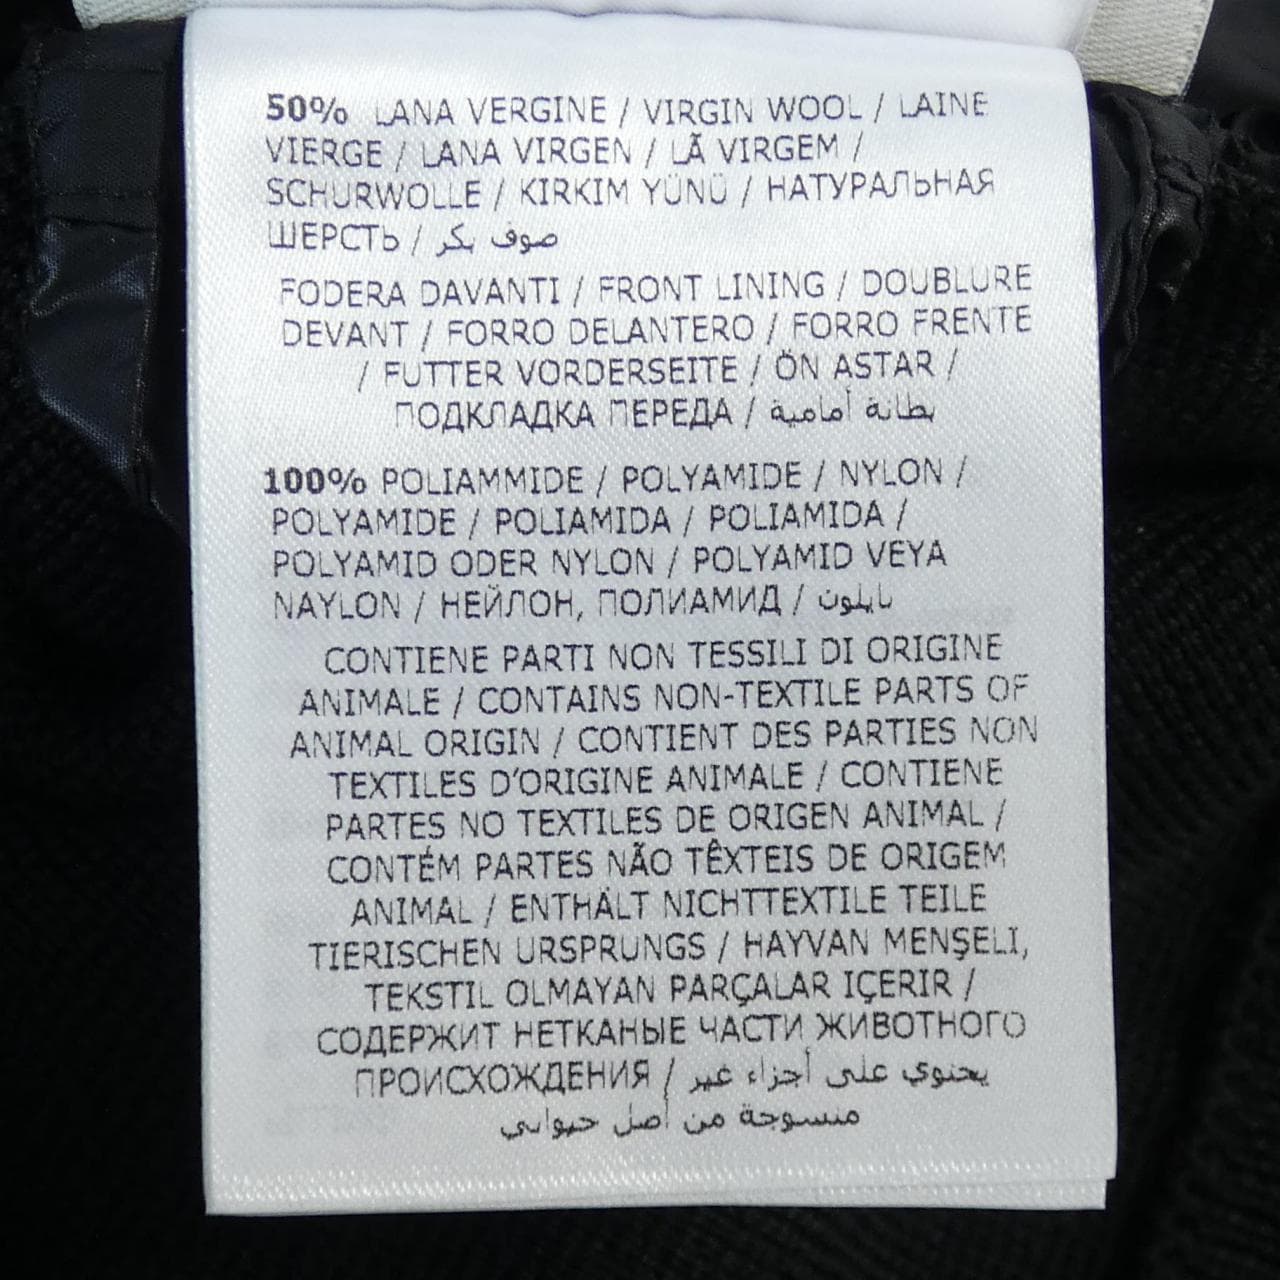 50% LANA VERGINE / VIRGIN WOOL / LAINE
VIERGE / LANA VIRGEN / LÃ VIRGEM /
SCHURWOLLE / KIRKIM YÜNÜ / НАТУРАЛЬНАЯ
ШЕРСТЬ / صوف بكر
FODERA DAVANTI / FRONT LINING / DOUBLURE
DEVANT / FORRO DELANTERO / FORRO FRENTE
/ FUTTER VORDERSEITE / ÖN ASTAR /
ПОДКЛАДКА ПЕРЕДА / بطانة أمامية
100% POLIAMMIDE / POLYAMIDE / NYLON /
POLYAMIDE / POLIAMIDA / POLIAMIDA /
POLYAMID ODER NYLON / POLYAMID VEYA
NAYLON / НЕЙЛОН, ПОЛИАМИД / نايلون
CONTIENE PARTI NON TESSILI DI ORIGINE
ANIMALE / CONTAINS NON-TEXTILE PARTS OF
ANIMAL ORIGIN / CONTIENT DES PARTIES NON
TEXTILES D'ORIGINE ANIMALE / CONTIENE
PARTES NO TEXTILES DE ORIGEN ANIMAL /
CONTÉM PARTES NÃO TÊXTEIS DE ORIGEM
ANIMAL / ENTHÄLT NICHTTEXTILE TEILE
TIERISCHEN URSPRUNGS / HAYVAN MENŞELİ,
TEKSTIL OLMAYAN PARÇALAR IÇERIR /
СОДЕРЖИТ НЕТКАНЫЕ ЧАСТИ ЖИВОТНОГО
ПРОИСХОЖДЕНИЯ / يحتوي على أجزاء غير
منسوجة من أصل حيواني